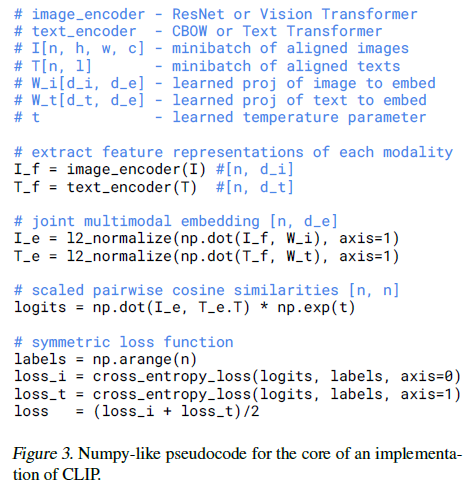 # image_encoder - ResNet or Vision Transformer
# text_encoder  - CBOW or Text Transformer
# I[n, h, w, c] - minibatch of aligned images
# T[n, l]       - minibatch of aligned texts
# W_i[d_i, d_e] - learned proj of image to embed
# W_t[d_t, d_e] - learned proj of text to embed
# t             - learned temperature parameter

# extract feature representations of each modality
I_f = image_encoder(I) #[n, d_i]
T_f = text_encoder(T)  #[n, d_t]

# joint multimodal embedding [n, d_e]
I_e = l2_normalize(np.dot(I_f, W_i), axis=1)
T_e = l2_normalize(np.dot(T_f, W_t), axis=1)

# scaled pairwise cosine similarities [n, n]
logits = np.dot(I_e, T_e.T) * np.exp(t)

# symmetric loss function
labels = np.arange(n)
loss_i = cross_entropy_loss(logits, labels, axis=0)
loss_t = cross_entropy_loss(logits, labels, axis=1)
loss   = (loss_i + loss_t)/2

Figure 3. Numpy-like pseudocode for the core of an implementa-
tion of CLIP.